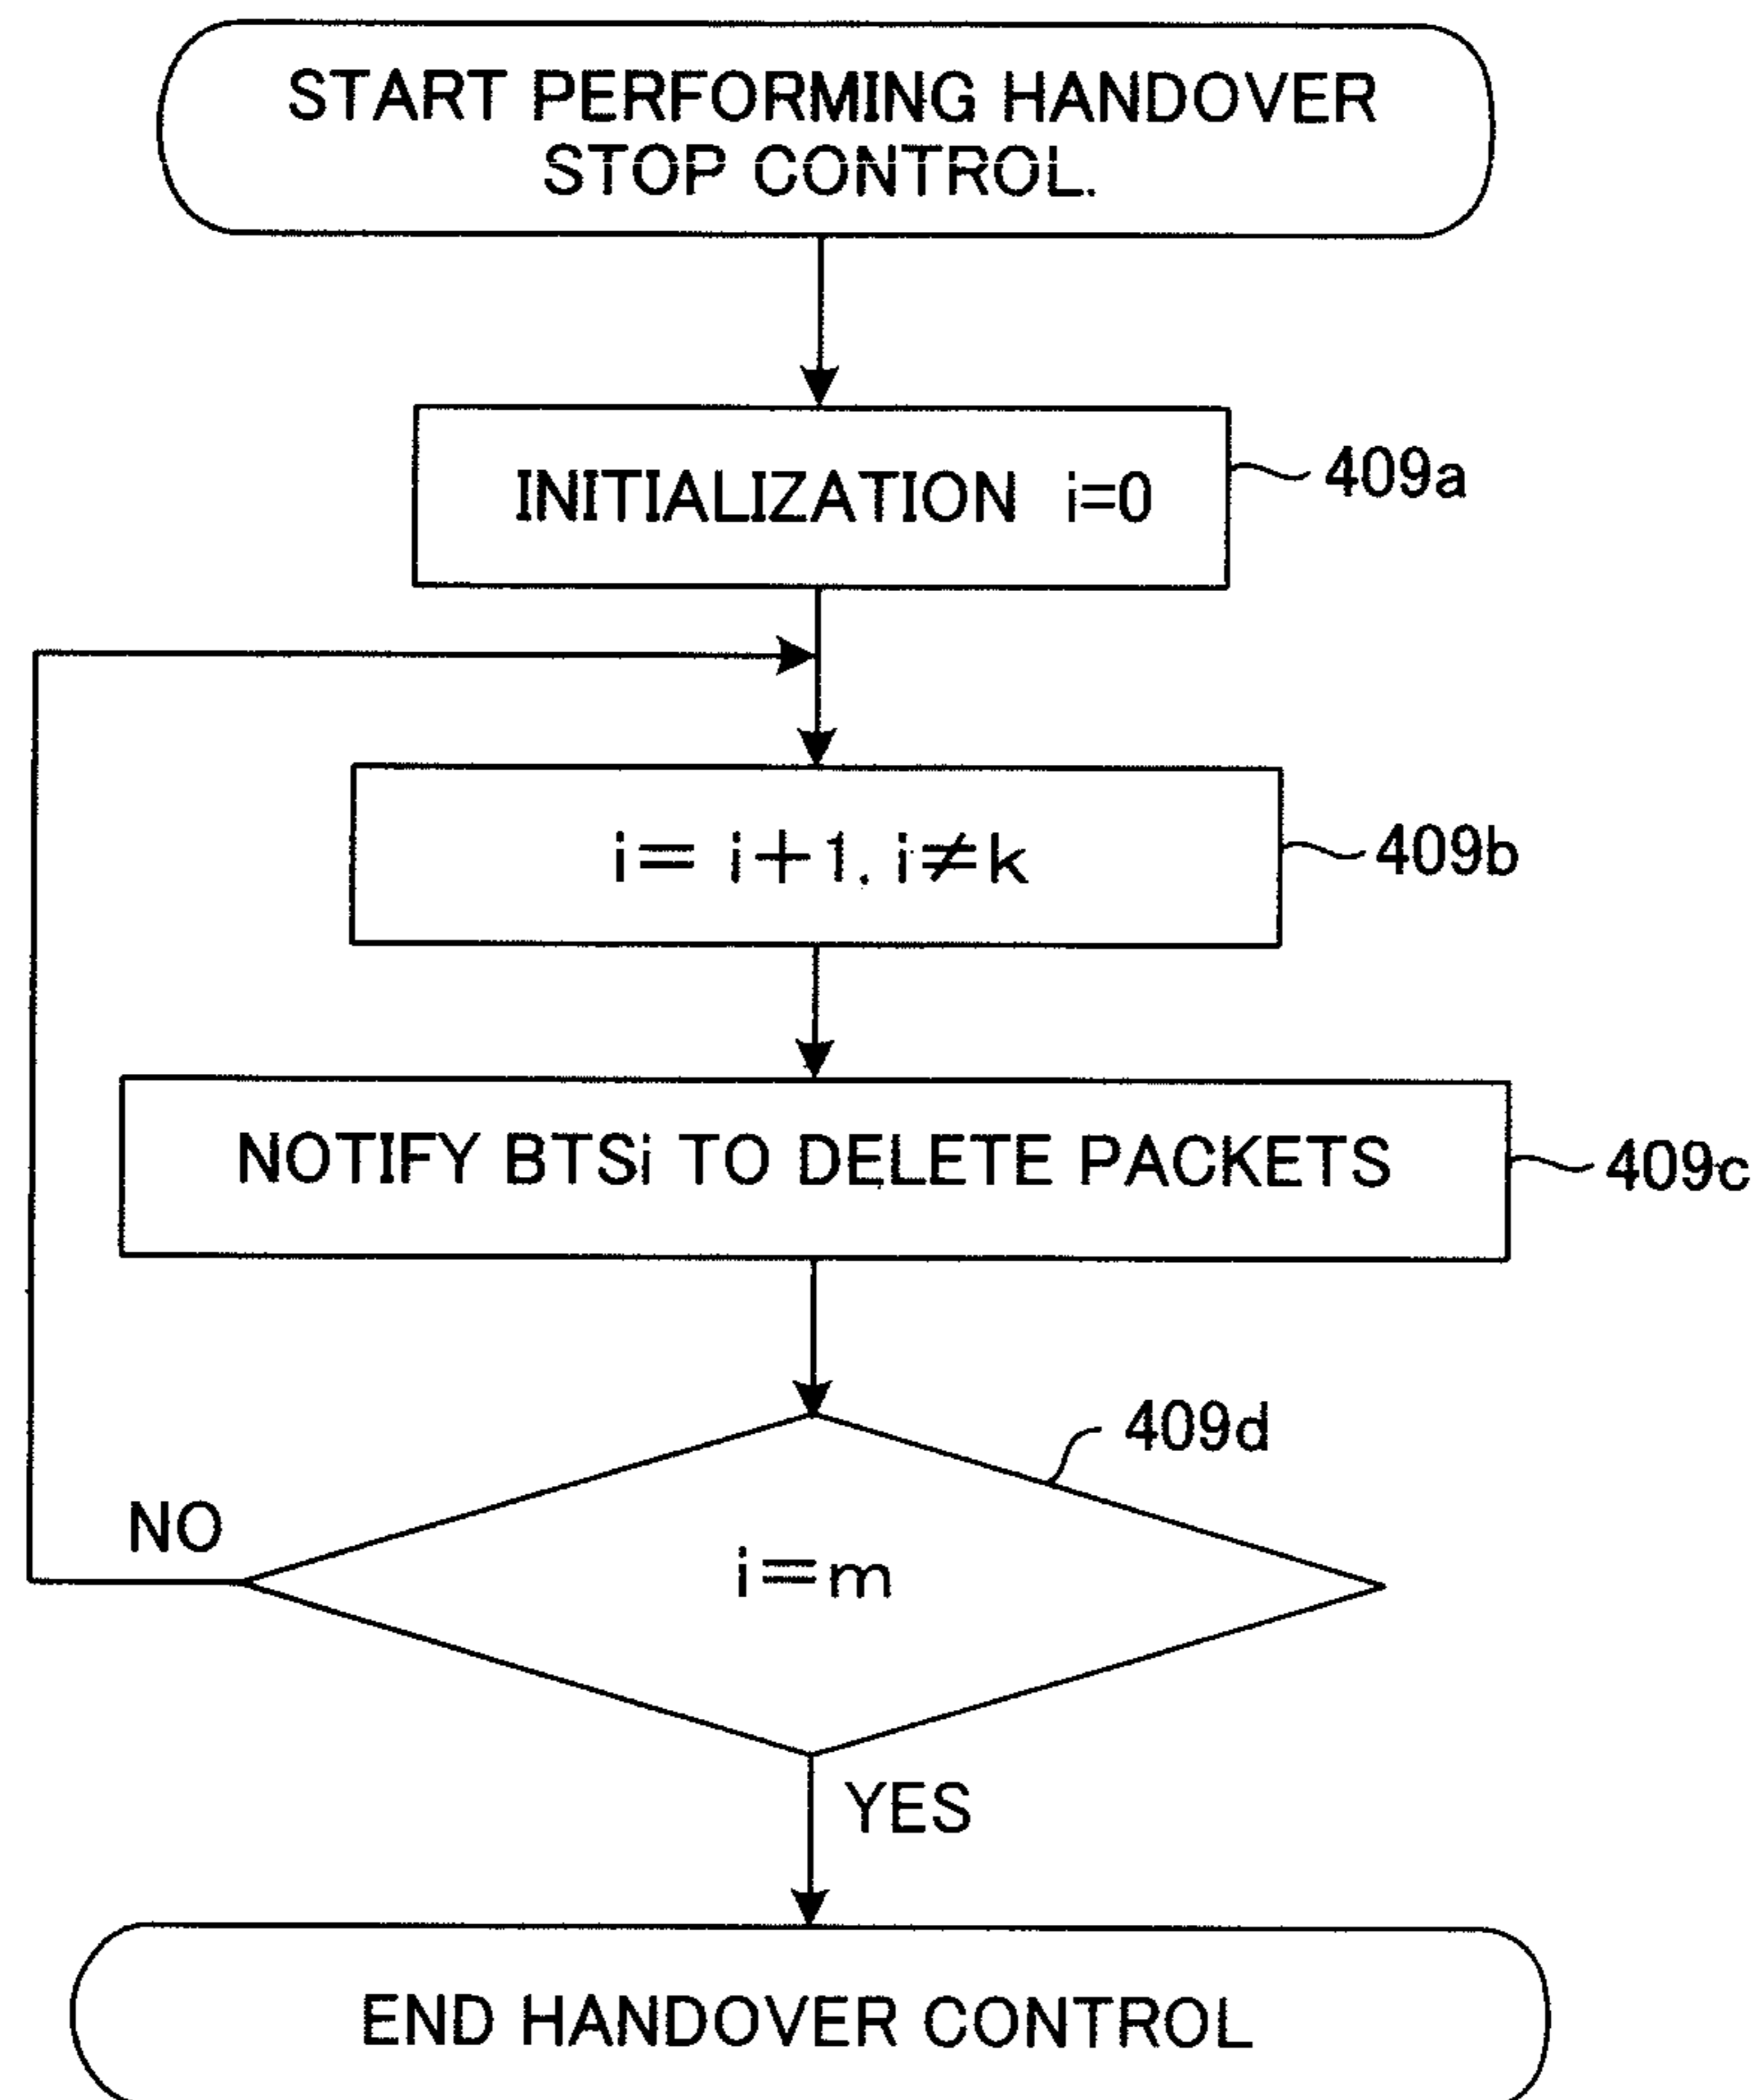 START PERFORMING HANDOVER
STOP CONTROL.
INITIALIZATION i=0
409a
i= i+1, i≠k
409b
NOTIFY BTSi TO DELETE PACKETS
409c
409d
NO
i=m
YES
END HANDOVER CONTROL